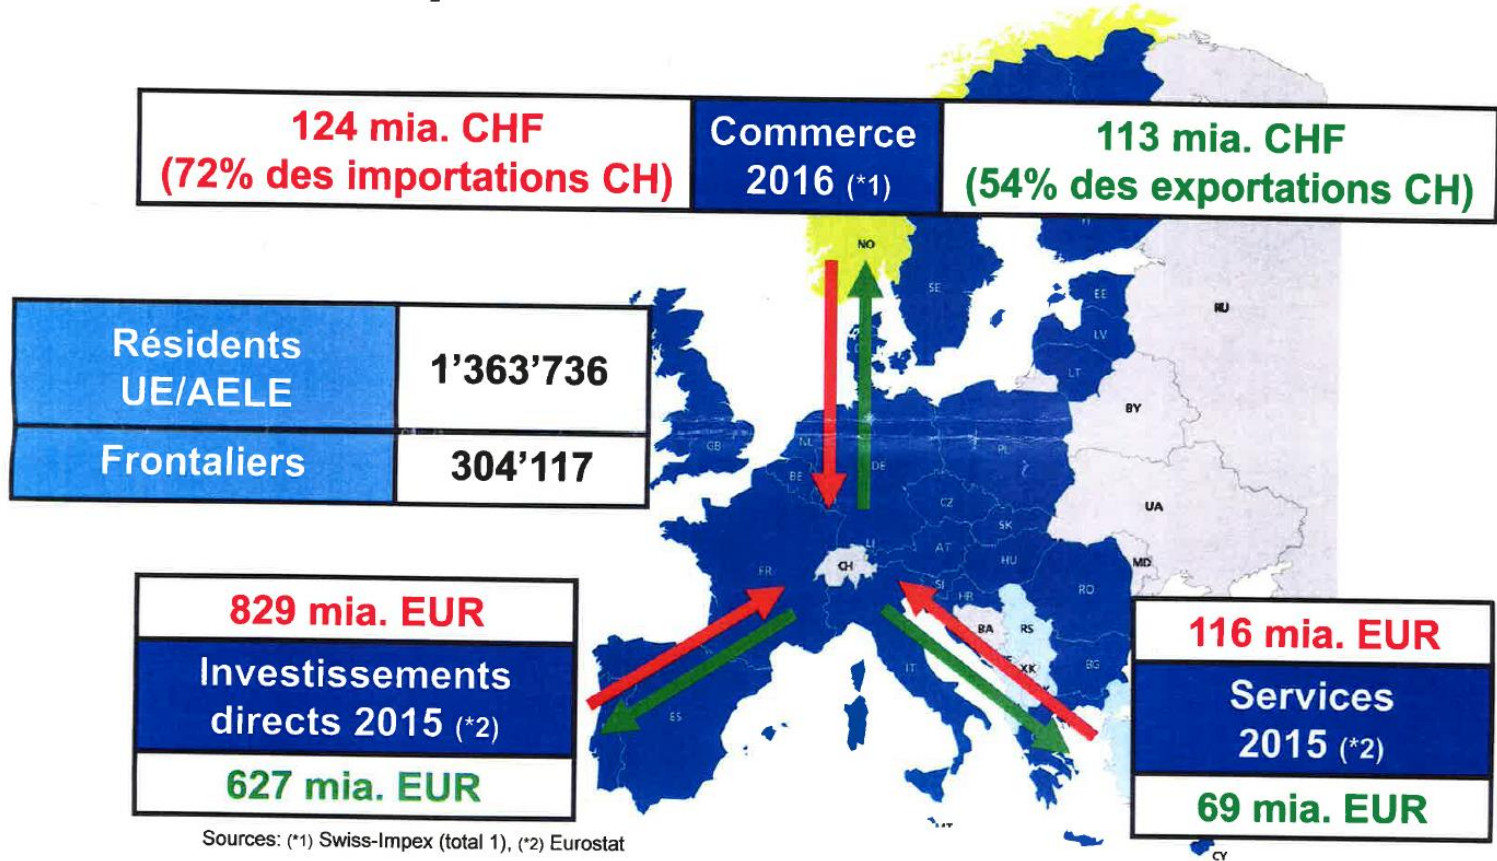 124 mia. CHF
(72% des importations CH)
Commerce
2016 (*1)
113 mia. CHF
(54% des exportations CH)
NO
SE
EE
RU
LV
LT
Résidents
UE/AELE
1'363'736
BY
Frontaliers
304'117
GB
NL
DE
PL
BE
CZ
UA
SK
LI
AT
HU
MD
FR
CH
SI
HR
RO
BA
RS
XK
BG
IT
ES
829 mia. EUR
Investissements
directs 2015 (*2)
627 mia. EUR
116 mia. EUR
Services
2015 (*2)
69 mia. EUR
Sources: (*1) Swiss-Impex (total 1), (*2) Eurostat
CY